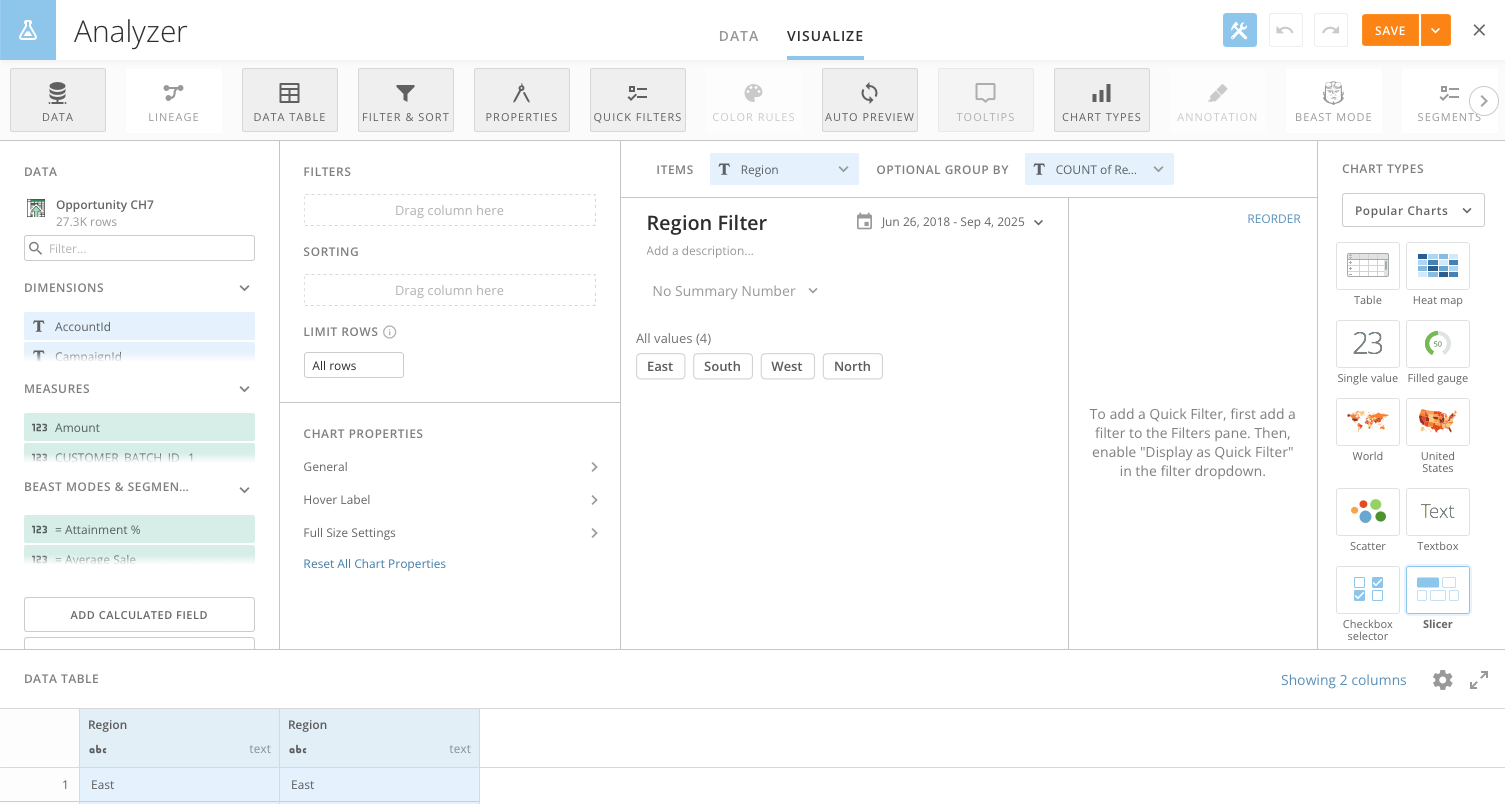 Analyzer
DATA
VISUALIZE
SAVE
DATA
LINEAGE
DATA TABLE
FILTER & SORT
PROPERTIES
QUICK FILTERS
COLOR RULES
AUTO PREVIEW
TOOLTIPS
CHART TYPES
ANNOTATION
BEAST MODE
SEGMENTS
DATA
Opportunity CH7
27.3K rows
Filter...
DIMENSIONS
T AccountId
T CampaignId
MEASURES
123 Amount
123 CUSTOMER_BATCH_ID_1
BEAST MODES & SEGMEN...
123 = Attainment %
123 = Average Sale
ADD CALCULATED FIELD
FILTERS
Drag column here
SORTING
Drag column here
LIMIT ROWS
All rows
CHART PROPERTIES
General
Hover Label
Full Size Settings
Reset All Chart Properties
ITEMS
T Region
OPTIONAL GROUP BY
T COUNT of Re...
Region Filter
Jun 26, 2018 - Sep 4, 2025
Add a description...
No Summary Number
All values (4)
East
South
West
North
REORDER
To add a Quick Filter, first add a
filter to the Filters pane. Then,
enable "Display as Quick Filter"
in the filter dropdown.
CHART TYPES
Popular Charts
Table
Heat map
23
50
Single value
Filled gauge
World
United
States
Text
Scatter
Textbox
Checkbox
selector
Slicer
DATA TABLE
Showing 2 columns
Region
Region
abc text
abc text
1 East East